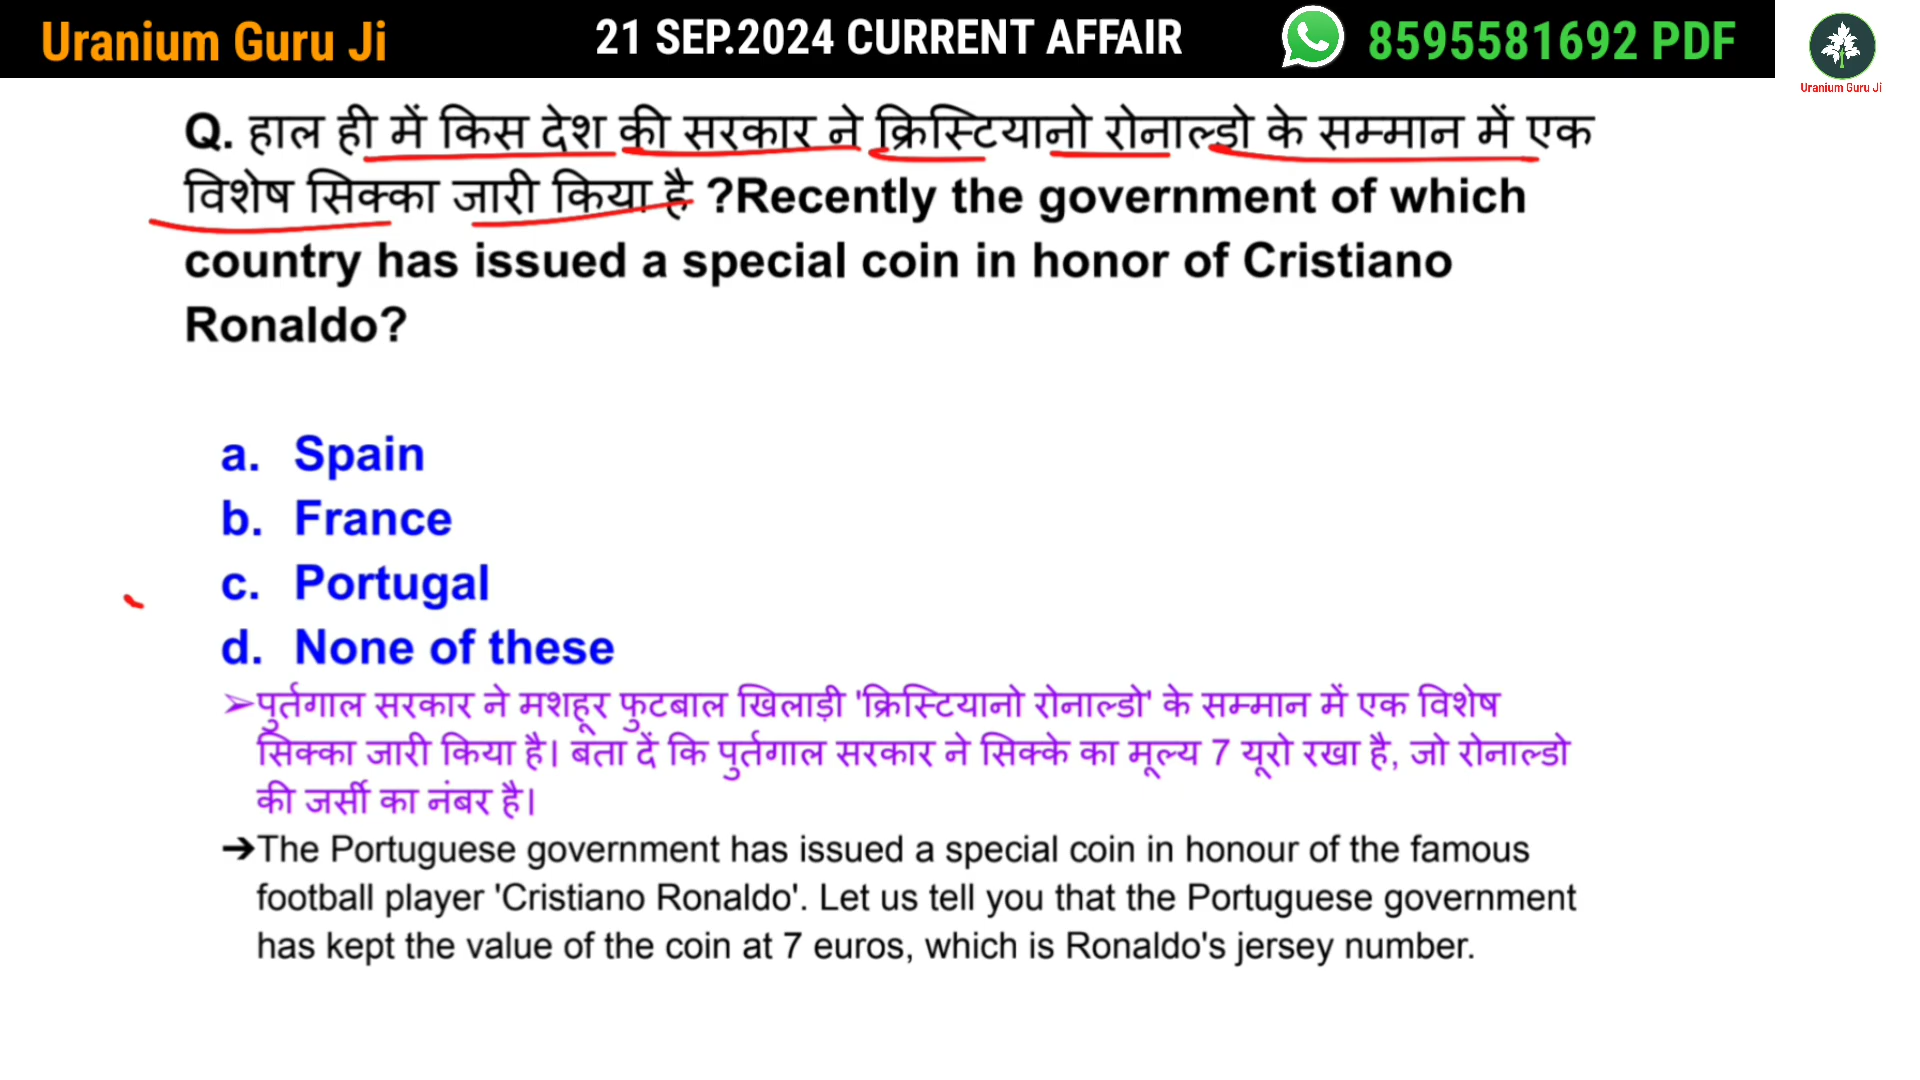 Uranium Guru Ji
21 SEP.2024 CURRENT AFFAIR
8595581692 PDF
Uranium Guru Ji
Q. हाल ही में किस देश की सरकार ने क्रिस्टियानो रोनाल्डो के सम्मान में एक
विशेष सिक्का जारी किया है ?Recently the government of which
country has issued a special coin in honor of Cristiano
Ronaldo?
a. Spain
b. France
c. Portugal
d. None of these
➢पुर्तगाल सरकार ने मशहूर फुटबाल खिलाड़ी 'क्रिस्टियानो रोनाल्डो' के सम्मान में एक विशेष
सिक्का जारी किया है। बता दें कि पुर्तगाल सरकार ने सिक्के का मूल्य 7 यूरो रखा है, जो रोनाल्डो
की जर्सी का नंबर है।
➔The Portuguese government has issued a special coin in honour of the famous
football player 'Cristiano Ronaldo'. Let us tell you that the Portuguese government
has kept the value of the coin at 7 euros, which is Ronaldo's jersey number.